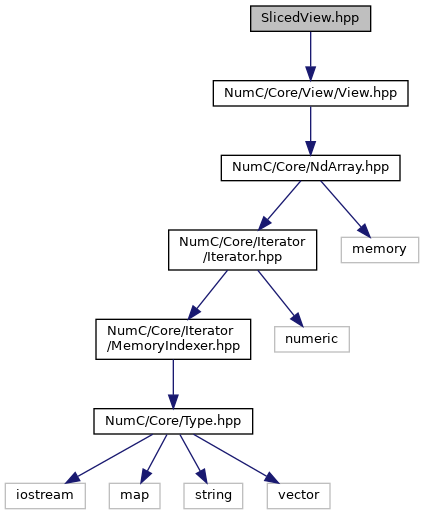 SlicedView.hpp
NumC/Core/View/View.hpp
NumC/Core/NdArray.hpp
NumC/Core/Iterator
/Iterator.hpp
memory
NumC/Core/Iterator
/MemoryIndexer.hpp
numeric
NumC/Core/Type.hpp
iostream
map
string
vector